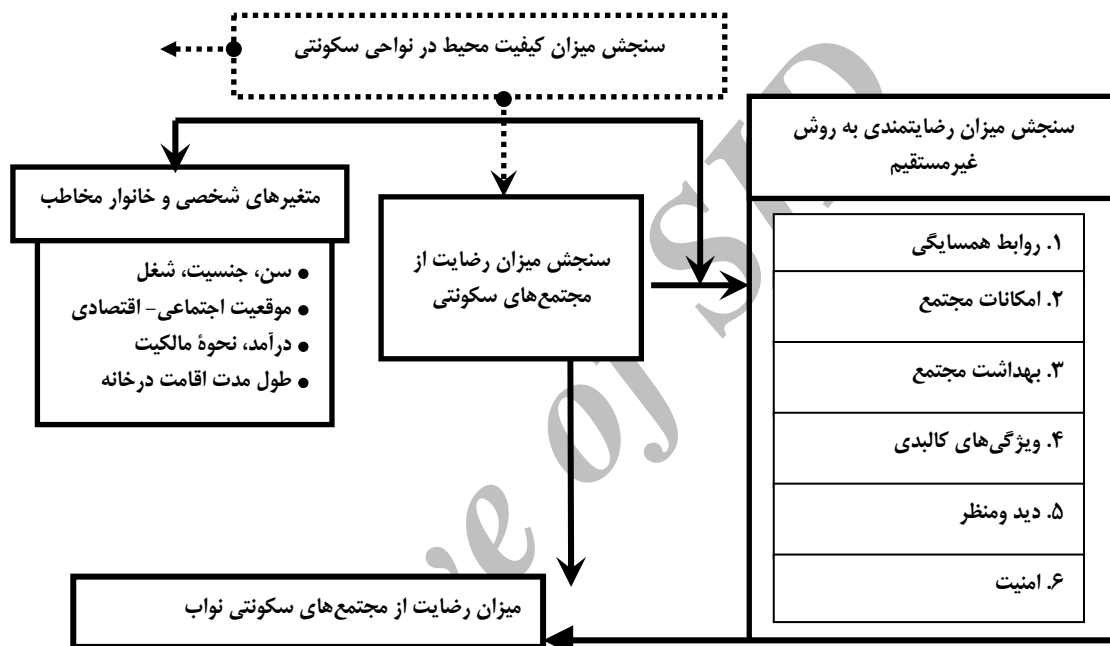 سنجش میزان کیفیت محیط در نواحی سکونتی
سنجش میزان رضایتمندی به روش
غیرمستقیم
۱. روابط همسایگی
۲. امکانات مجتمع
۳. بهداشت مجتمع
۴. ویژگی‌های کالبدی
۵. دید ومنظر
۶. امنیت
سنجش میزان رضایت از
مجتمع‌های سکونتی
متغیرهای شخصی و خانوار مخاطب
● سن، جنسیت، شغل
● موقعیت اجتماعی- اقتصادی
● درآمد، نحوهٔ مالکیت
● طول مدت اقامت درخانه
میزان رضایت از مجتمع‌های سکونتی نواب
ve of SID